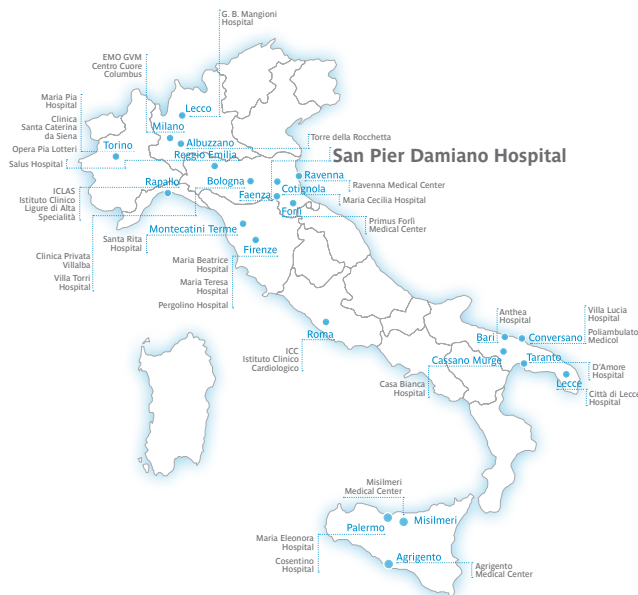 G. B. Mangioni
Hospital
EMO GVM
Centro Cuore
Columbus
Maria Pia
Hospital
Clinica
Santa Caterina
da Siena
Opera Pia Lotteri
Salus Hospital
Lecco
Milano
Albuzzano
Torino
Reggio Emilia
Torre della Rocchetta
San Pier Damiano Hospital
Ravenna
Ravenna Medical Center
Rapallo
Bologna
Cotignola
Faenza
Maria Cecilia Hospital
ICLAS
Istituto Clinico
Ligure di Alta
Specialità
Forlì
Primus Forlì
Medical Center
Montecatini Terme
Santa Rita
Hospital
Firenze
Clinica Privata
Villalba
Villa Torri
Hospital
Maria Beatrice
Hospital
Maria Teresa
Hospital
Pergolino Hospital
Roma
ICC
Istituto Clinico
Cardiologico
Anthea
Hospital
Villa Lucia
Hospital
Poliambulato
Medicol
Bari
Conversano
Cassano Murge
Taranto
D'Amore
Hospital
Casa Bianca
Hospital
Lecce
Città di Lecce
Hospital
Misilmeri
Medical Center
Palermo
Misilmeri
Maria Eleonora
Hospital
Cosentino
Hospital
Agrigento
Agrigento
Medical Center